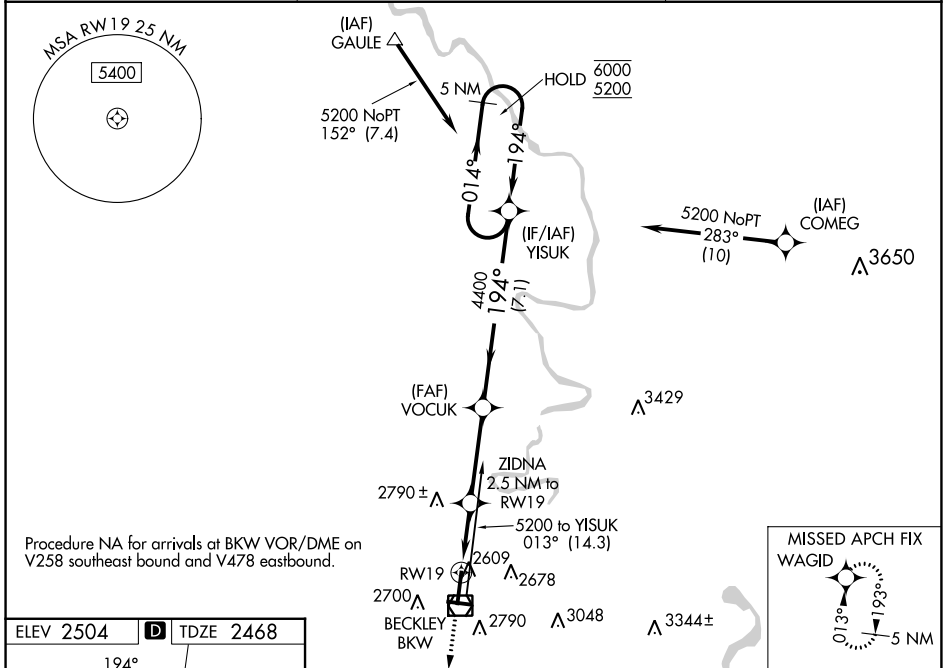 MSA RW19 25 NM
5400
(IAF)
GAULE
5200 NoPT
152° (7.4)
5 NM
HOLD
6000
5200
014°
194°
(IF/IAF)
YISUK
5200 NoPT
283°
(10)
(IAF)
COMEG
3650
4400
194°
(7.1)
(FAF)
VOCUK
3429
ZIDNA
2.5 NM to
RW19
2790 ±
5200 to YISUK
013° (14.3)
Procedure NA for arrivals at BKW VOR/DME on
V258 southeast bound and V478 eastbound.
RW19
2609
2678
2700
BECKLEY
BKW
2790
3048
3344±
MISSED APCH FIX
WAGID
013°
193°
5 NM
ELEV 2504
D
TDZE 2468
194°